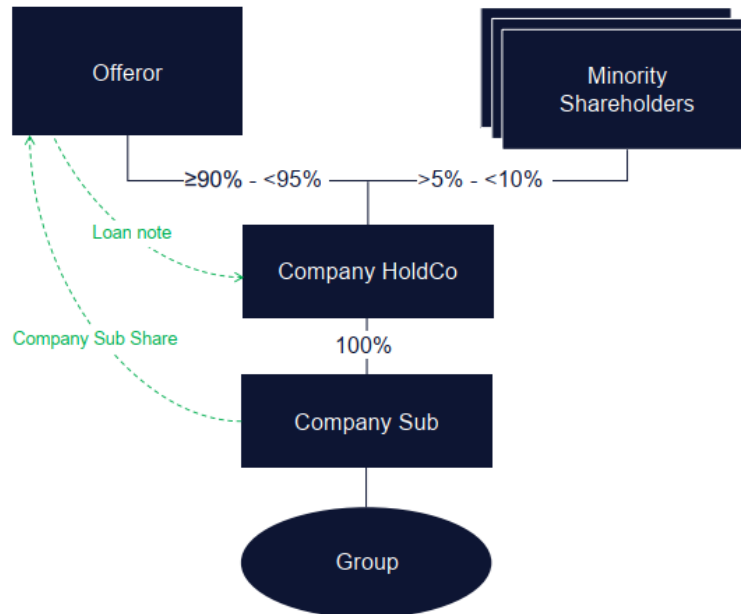 Offeror
Minority
Shareholders
≥90% - <95%
>5% - <10%
Loan note
Company HoldCo
Company Sub Share
100%
Company Sub
Group